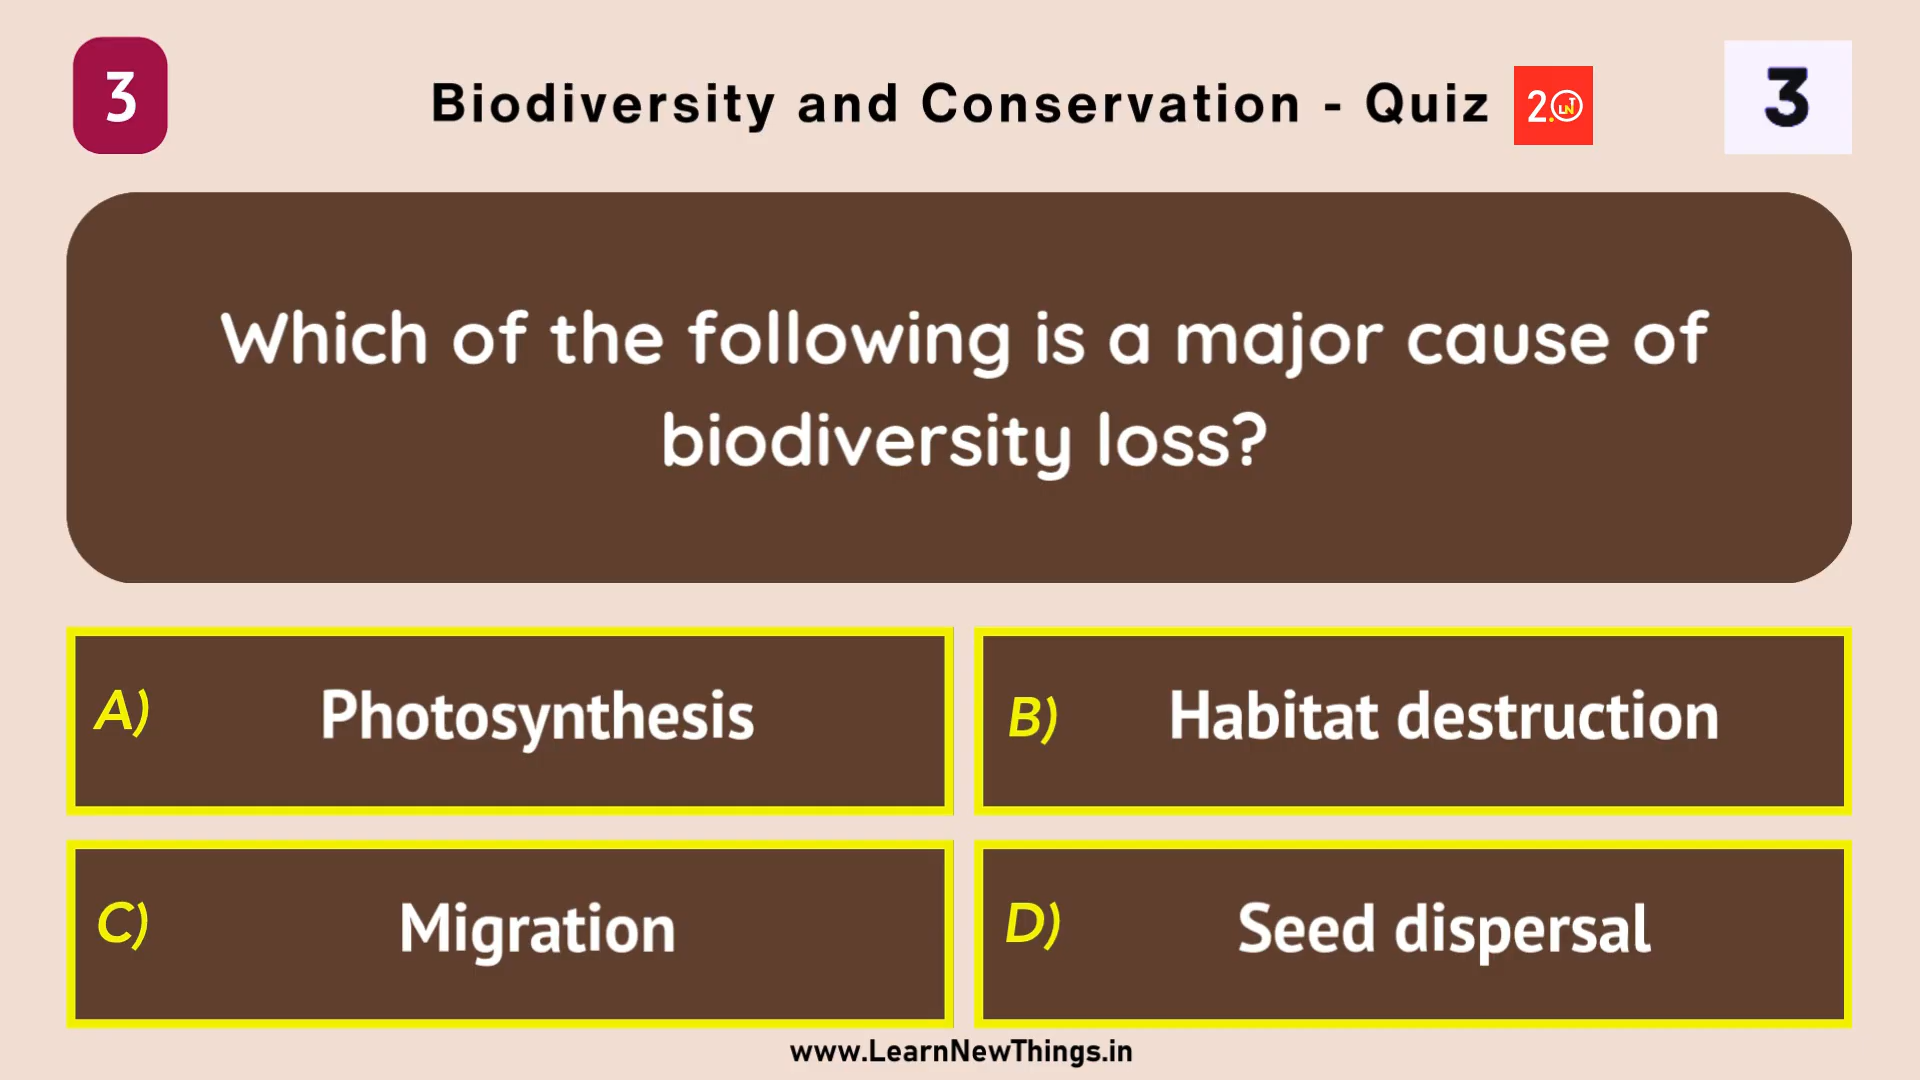 3
Biodiversity and Conservation - Quiz
2.0 LNT
3
Which of the following is a major cause of
biodiversity loss?
A) Photosynthesis
B) Habitat destruction
C) Migration
D) Seed dispersal
www.LearnNewThings.in